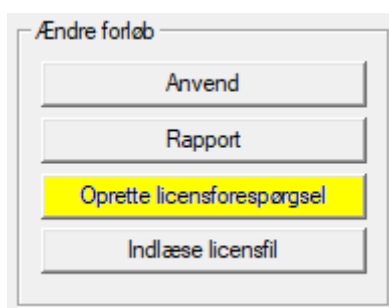 Ændre forløb
Anvend
Rapport
Oprette licensforespørgsel
Indlæse licensfil